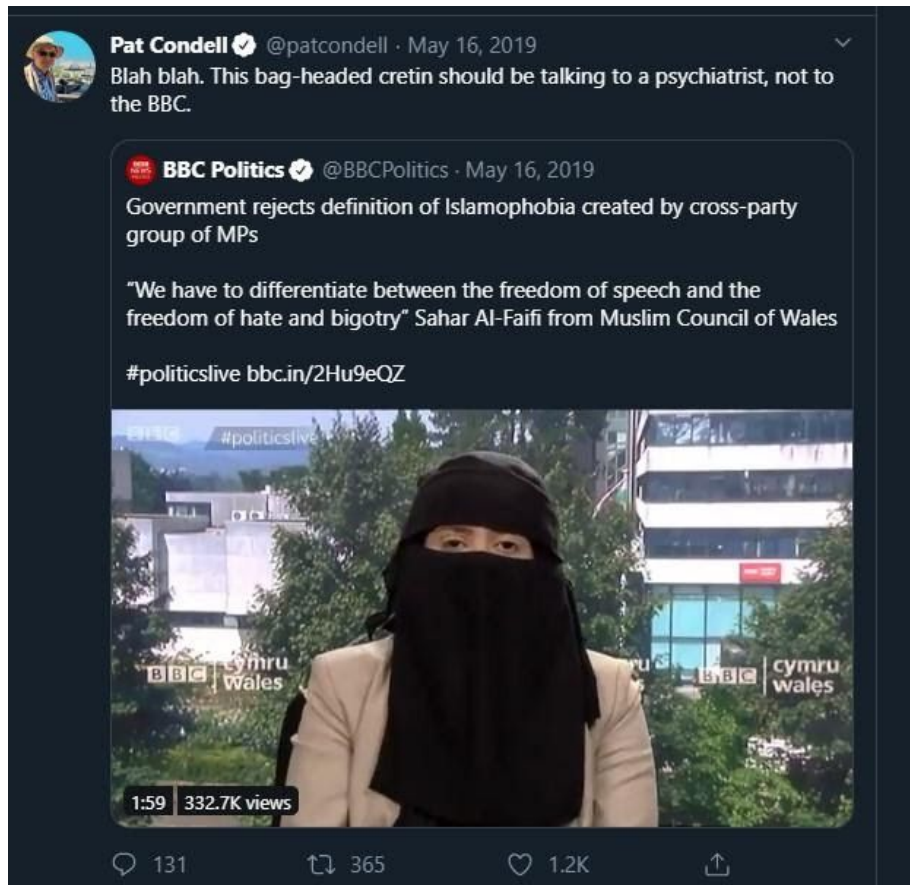 Pat Condell @patcondell · May 16, 2019
Blah blah. This bag-headed cretin should be talking to a psychiatrist, not to
the BBC.
BBC Politics @BBCPolitics · May 16, 2019
Government rejects definition of Islamophobia created by cross-party
group of MPs
“We have to differentiate between the freedom of speech and the
freedom of hate and bigotry” Sahar Al-Faifi from Muslim Council of Wales
#politicslive bbc.in/2Hu9eQZ
BBC #politicslive
BBC cymru
wales
BBC cymru
wales
1:59 332.7K views
131 365 1.2K